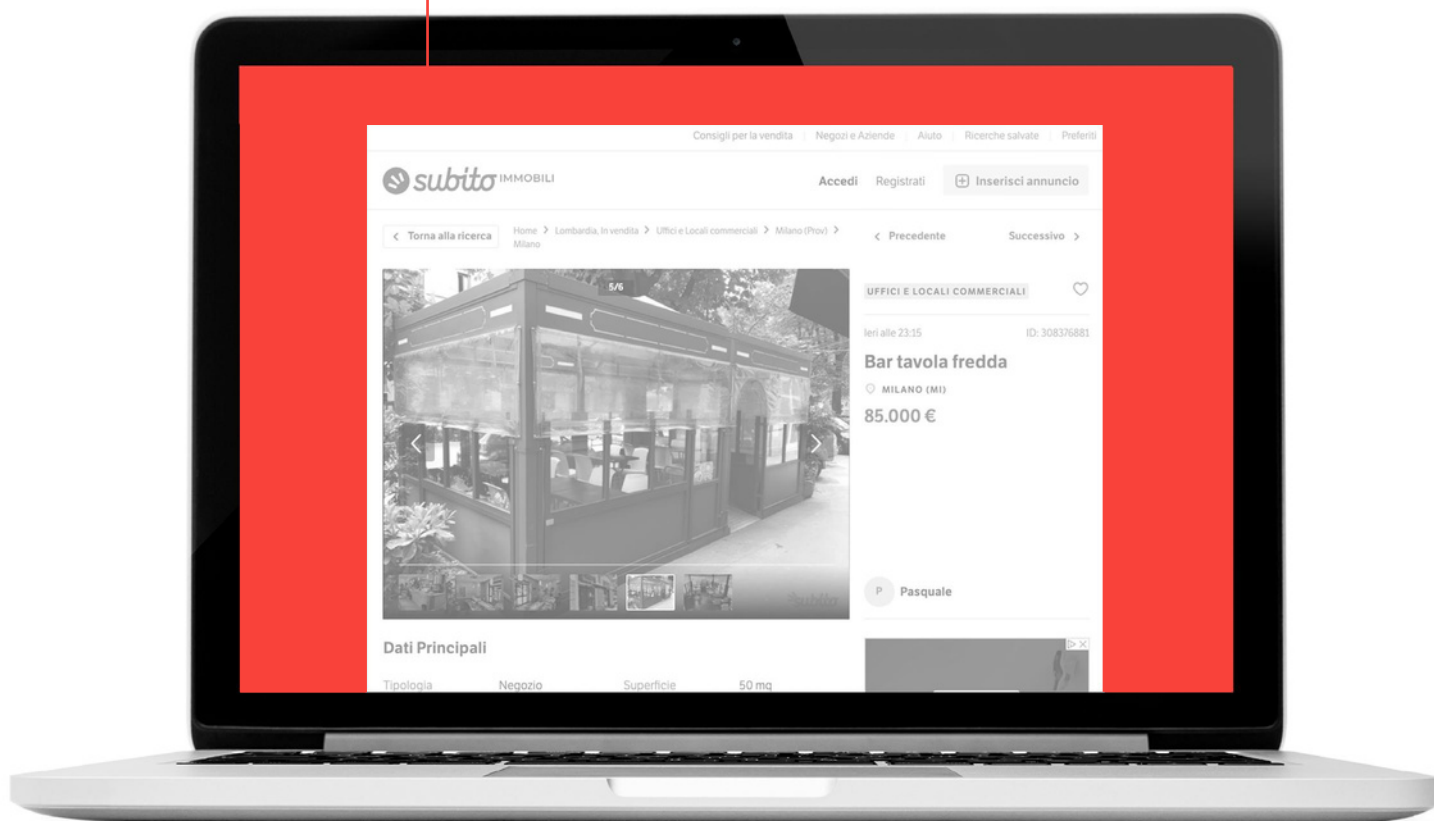 Consigli per la vendita Negozi e Aziende Aiuto Ricerche salvate Preferiti
subito IMMOBILI
Accedi Registrati Inserisci annuncio
Torna alla ricerca
Home > Lombardia, In vendita > Uffici e Locali commerciali > Milano (Prov) >
Milano
< Precedente Successivo >
5/6
UFFICI E LOCALI COMMERCIALI
Ieri alle 23:15 ID: 308376881
Bar tavola fredda
MILANO (MI)
85.000 €
subito
P Pasquale
Dati Principali
Tipologia Negozio Superficie 50 mq